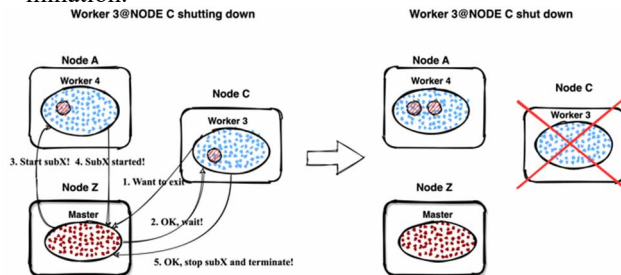 mination.
Worker 3@NODE C shutting down
Worker 3@NODE C shut down
Node A
Worker 4
Node C
Worker 3
3. Start subX! 4. SubX started!
1. Want to exit
2. OK, wait!
Node Z
Master
5. OK, stop subX and terminate!
Node A
Worker 4
Node C
Worker 3
Node Z
Master